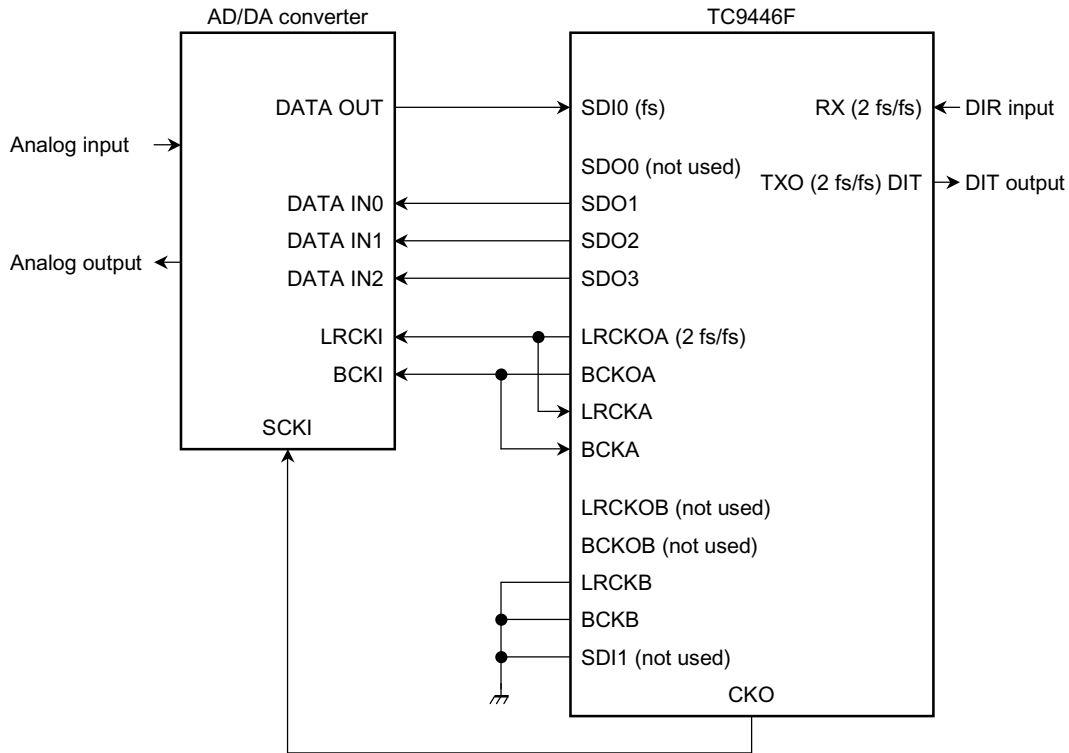 AD/DA converter
TC9446F
DATA OUT
SDI0 (fs)
RX (2 fs/fs)
DIR input
Analog input
SDO0 (not used)
TXO (2 fs/fs) DIT
DIT output
DATA IN0
SDO1
DATA IN1
SDO2
Analog output
DATA IN2
SDO3
LRCKI
LRCKOA (2 fs/fs)
BCKI
BCKOA
LRCKA
SCKI
BCKA
LRCKOB (not used)
BCKOB (not used)
LRCKB
BCKB
SDI1 (not used)
CKO